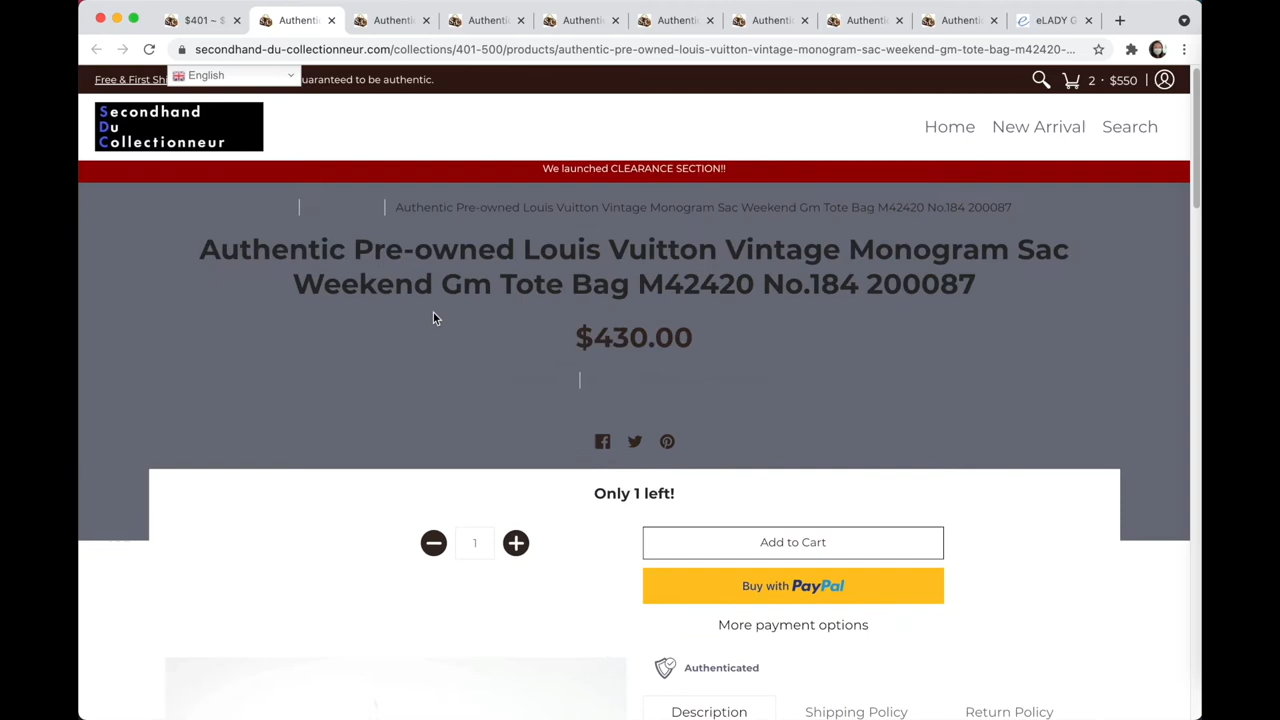 $401 ~ S
Authentic
Authentic
Authentic
Authentic
Authentic
Authentic
Authentic
Authentic
eLADY G
secondhand-du-collectionneur.com/collections/401-500/products/authentic-pre-owned-louis-vuitton-vintage-monogram-sac-weekend-gm-tote-bag-m42420-...
Free & First Shi
English
uaranteed to be authentic.
2 · $550
Secondhand
Du
Collectionneur
Home
New Arrival
Search
We launched CLEARANCE SECTION!!
Authentic Pre-owned Louis Vuitton Vintage Monogram Sac Weekend Gm Tote Bag M42420 No.184 200087
Authentic Pre-owned Louis Vuitton Vintage Monogram Sac
Weekend Gm Tote Bag M42420 No.184 200087
$430.00
Only 1 left!
1
Add to Cart
Buy with PayPal
More payment options
Authenticated
Description
Shipping Policy
Return Policy